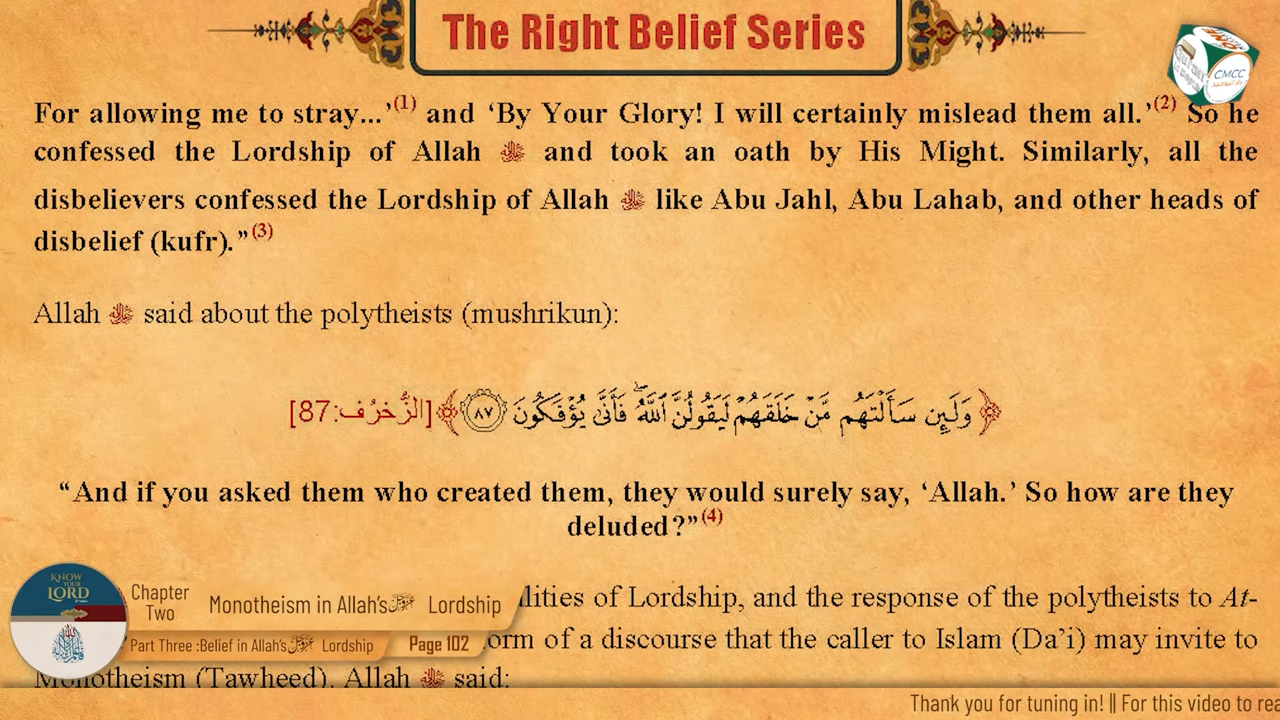 The Right Belief Series
CMCC
For allowing me to stray...’(1) and ‘By Your Glory! I will certainly mislead them all.’(2) So he
confessed the Lordship of Allah ﷻ and took an oath by His Might. Similarly, all the
disbelievers confessed the Lordship of Allah ﷻ like Abu Jahl, Abu Lahab, and other heads of
disbelief (kufr).”(3)
Allah ﷻ said about the polytheists (mushrikun):
﴿وَلَئِن سَأَلْتَهُم مَّنْ خَلَقَهُمْ لَيَقُولُنَّ ٱللَّهُ ۖ فَأَنَّىٰ يُؤْفَكُونَ ٨٧﴾ [الزُّخرُف:87]
“And if you asked them who created them, they would surely say, ‘Allah.’ So how are they
deluded?”(4)
lities of Lordship, and the response of the polytheists to At-
orm of a discourse that the caller to Islam (Da’i) may invite to
Monotheism (Tawheed). Allah ﷻ said:
KNOW
YOUR
LORD
Chapter
Two
Monotheism in Allah’s ﷻ Lordship
Part Three :Belief in Allah’s ﷻ Lordship
Page 102
Thank you for tuning in! || For this video to rea